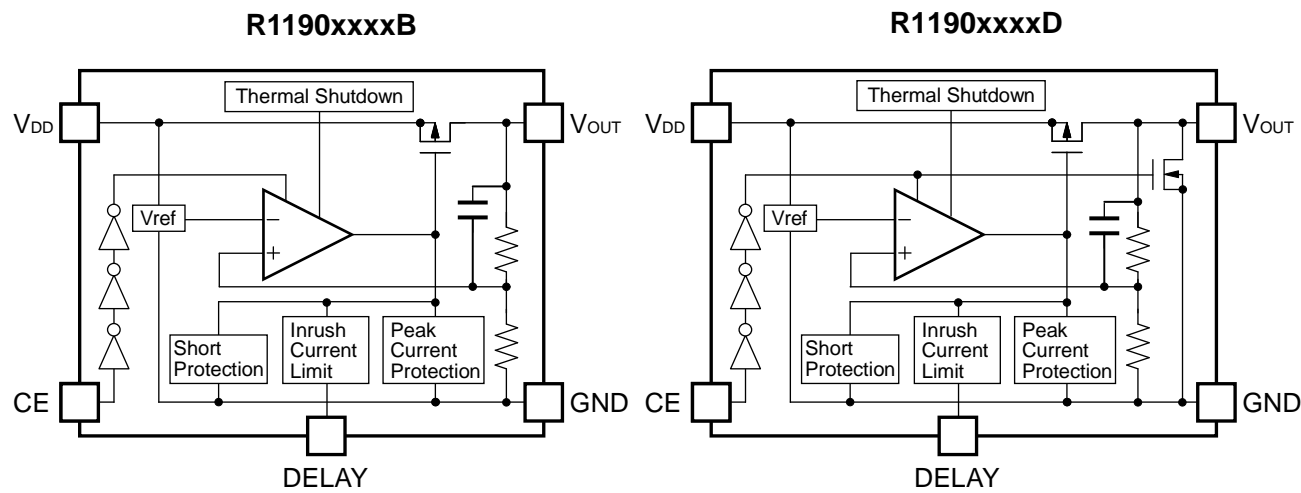 R1190xxxxB
Thermal Shutdown
VDD
VOUT
Vref
−
+
Short
Protection
Inrush
Current
Limit
Peak
Current
Protection
CE
GND
DELAY
R1190xxxxD
Thermal Shutdown
VDD
VOUT
Vref
−
+
Short
Protection
Inrush
Current
Limit
Peak
Current
Protection
CE
GND
DELAY